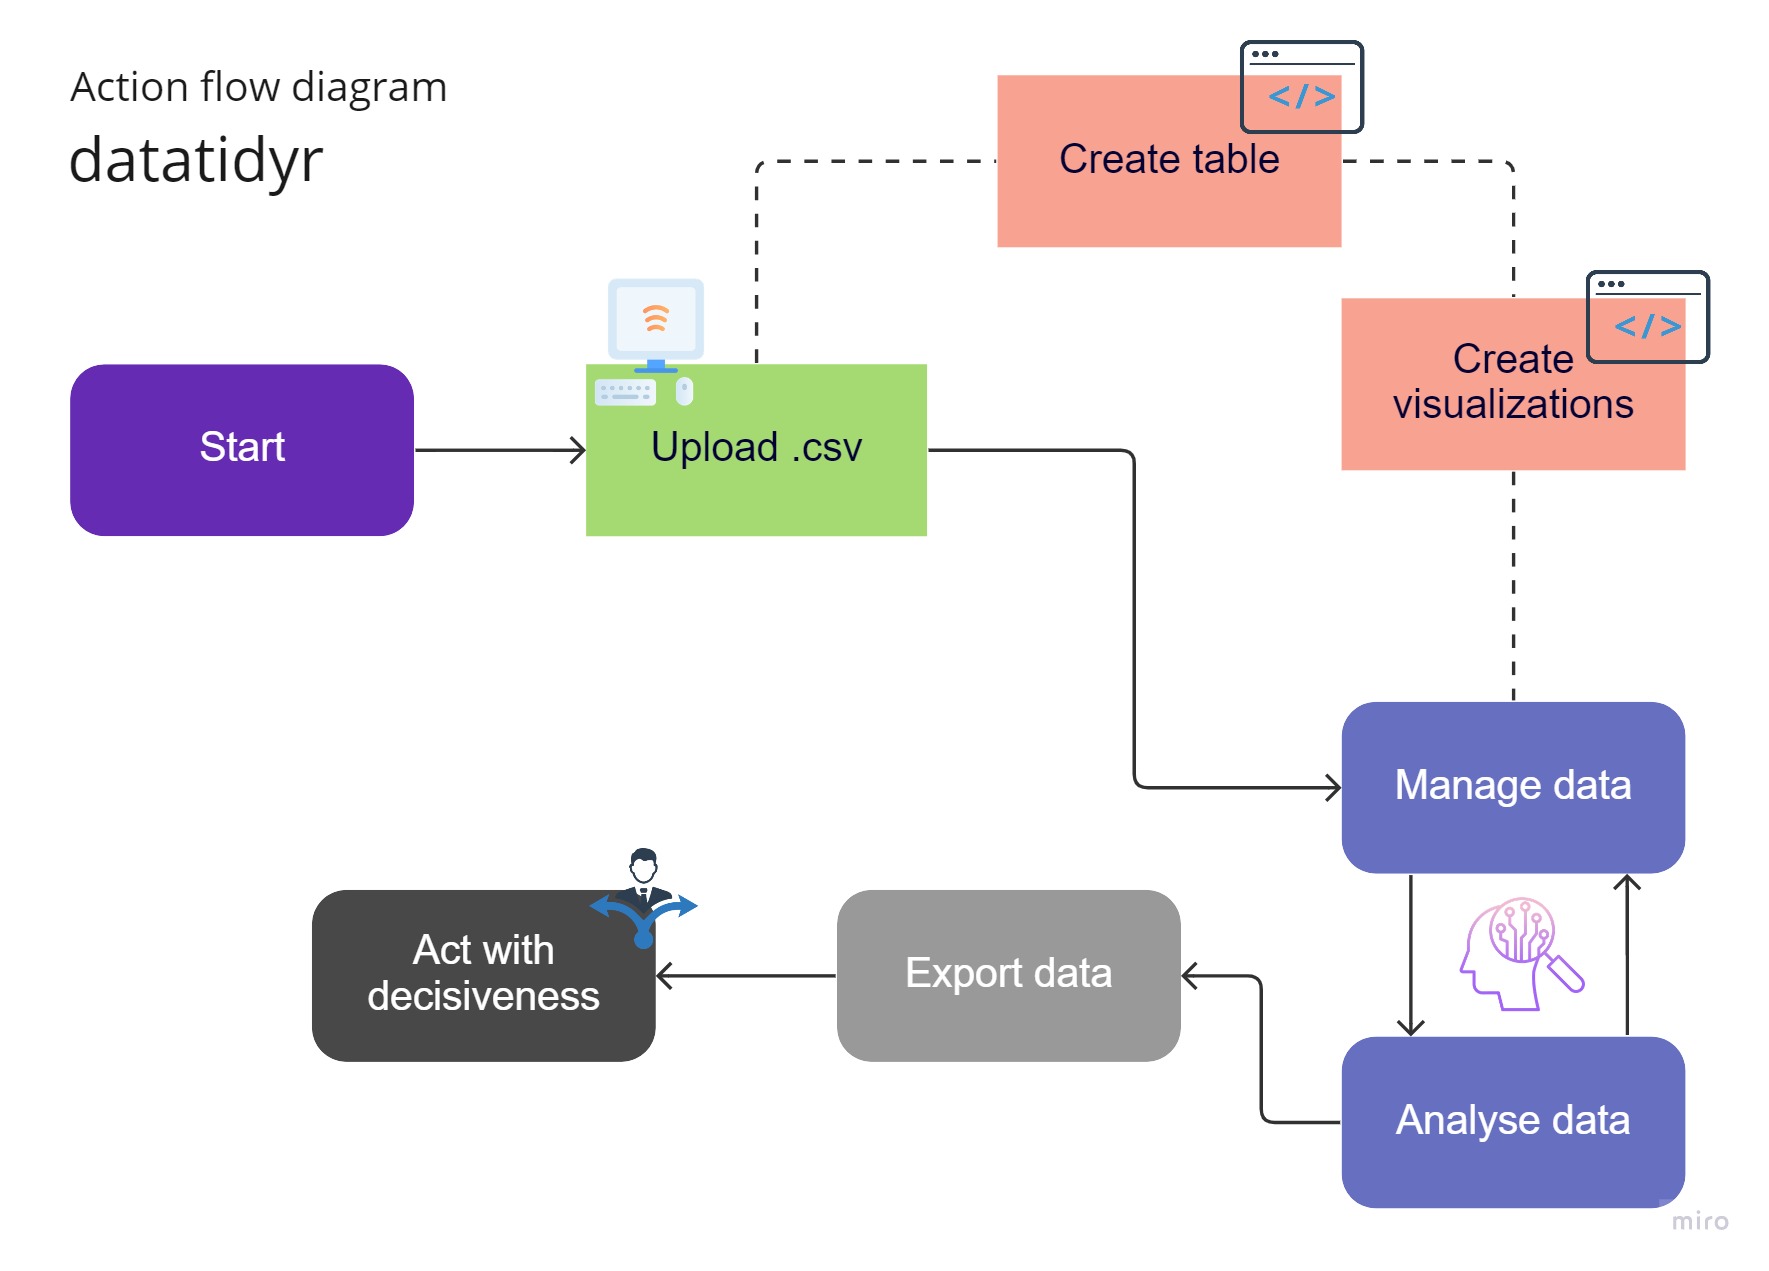 Action flow diagram
datatidyr
</>
Create table
</>
Create
visualizations
Start
Upload .csv
Manage data
Act with
decisiveness
Export data
Analyse data
miro